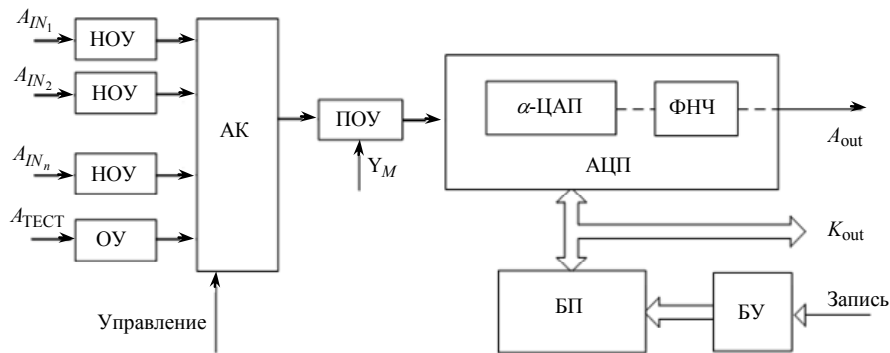 A_IN1
НОУ
A_IN2
НОУ
A_INn
НОУ
A_ТЕСТ
ОУ
АК
Управление
ПОУ
Y_M
α-ЦАП
ФНЧ
АЦП
A_out
K_out
БП
БУ
Запись